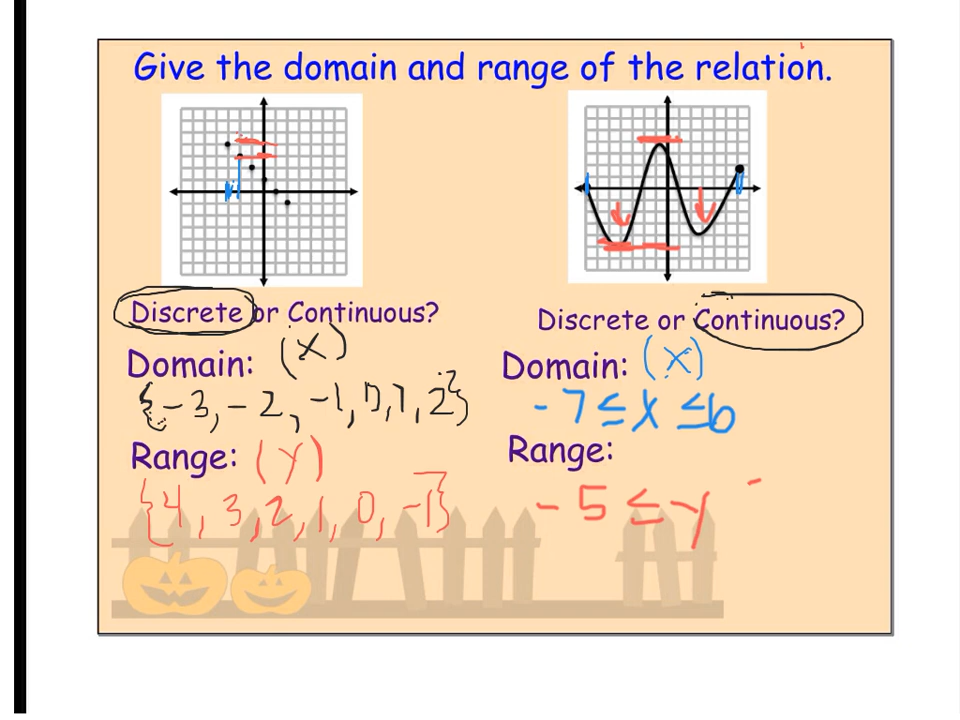 Give the domain and range of the relation.
Discrete or Continuous?
Domain: (x)
{-3, -2, -1, 0, 1, 2}
Range: (y)
{4, 3, 2, 1, 0, -1}
Discrete or Continuous?
Domain: (x)
-7 ≤ x ≤ 6
Range:
-5 ≤ y -